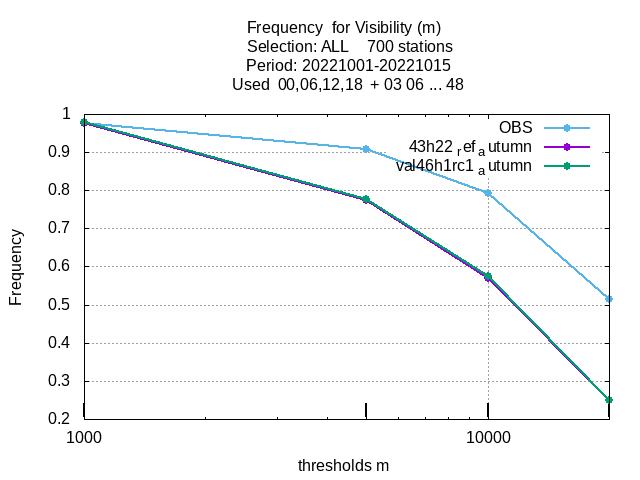 Frequency for Visibility (m)
Selection: ALL 700 stations
Period: 20221001-20221015
Used 00,06,12,18 + 03 06 ... 48
1
0.9
0.8
0.7
0.6
0.5
0.4
0.3
0.2
Frequency
OBS
43h22 ref autumn
val46h1rc1 autumn
1000
10000
thresholds m